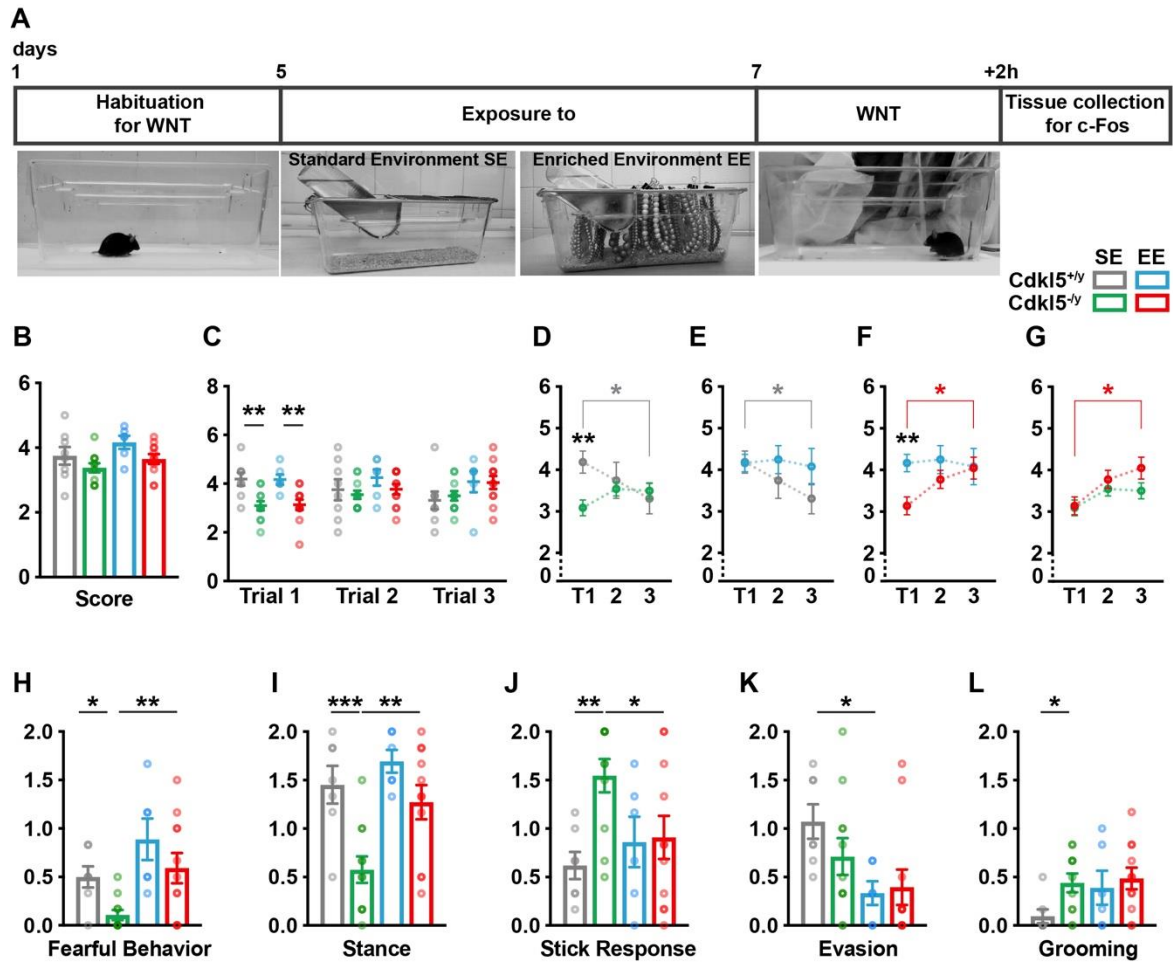 A
days
1 5 7 +2h
Habituation for WNT
Exposure to
WNT
Tissue collection for c-Fos
Standard Environment SE
Enriched Environment EE
SE EE
Cdkl5+/y
Cdkl5-/y
B
6
4
2
0
Score
C
8
6
4
2
0
** **
Trial 1 Trial 2 Trial 3
D
6
5
4
3
2
0
*
**
T1 2 3
E
6
5
4
3
2
0
*
T1 2 3
F
6
5
4
3
2
0
*
**
T1 2 3
G
6
5
4
3
2
0
*
T1 2 3
H
* **
2.0
1.5
1.0
0.5
0.0
Fearful Behavior
I
*** **
2.0
1.5
1.0
0.5
0.0
Stance
J
** *
2.0
1.5
1.0
0.5
0.0
Stick Response
K
*
2.0
1.5
1.0
0.5
0.0
Evasion
L
*
2.0
1.5
1.0
0.5
0.0
Grooming